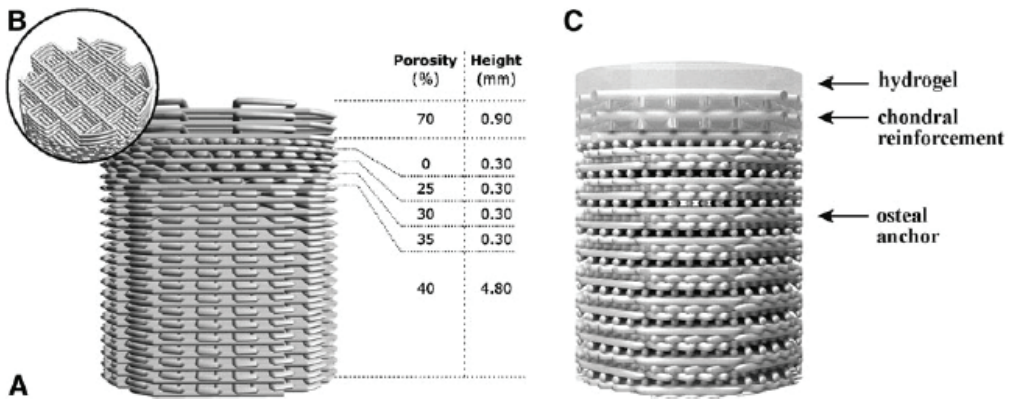 B
Porosity Height
(%) (mm)
70 0.90
0 0.30
25 0.30
30 0.30
35 0.30
40 4.80
A
C
hydrogel
chondral
reinforcement
osteal
anchor